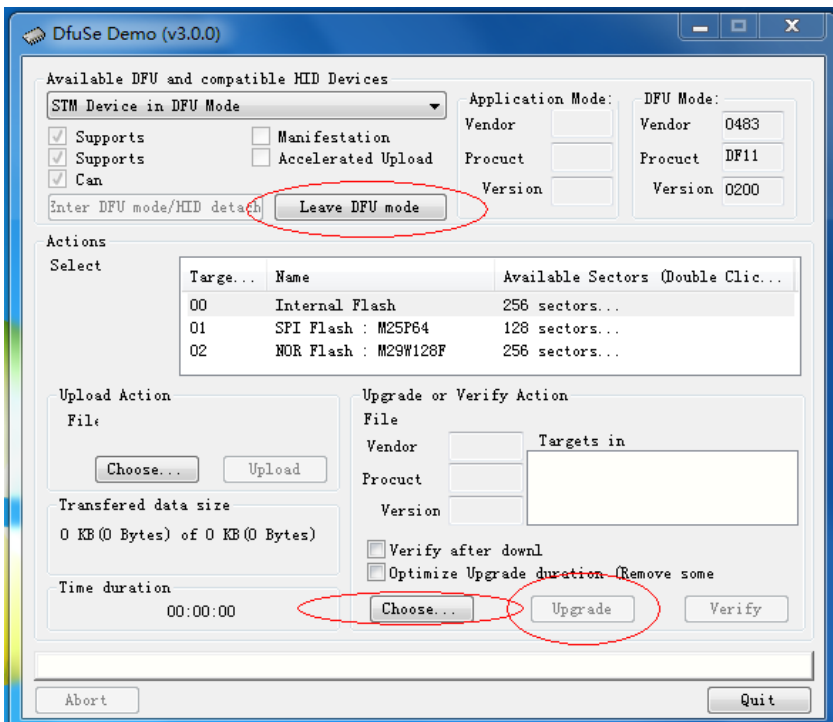 DfuSe Demo (v3.0.0)
Available DFU and compatible HID Devices
STM Device in DFU Mode
Supports
Manifestation
Supports
Accelerated Upload
Can
Enter DFU mode/HID detach
Leave DFU mode
Application Mode:
Vendor
Procuct
Version
DFU Mode:
Vendor 0483
Procuct DF11
Version 0200
Actions
Select
Targe... Name Available Sectors (Double Clic...
00 Internal Flash 256 sectors...
01 SPI Flash : M25P64 128 sectors...
02 NOR Flash : M29W128F 256 sectors...
Upload Action
File
Choose... Upload
Transfered data size
0 KB(0 Bytes) of 0 KB(0 Bytes)
Time duration
00:00:00
Upgrade or Verify Action
File
Vendor
Procuct
Version
Targets in
Verify after downl
Optimize Upgrade duration (Remove some
Choose... Upgrade Verify
Abort Quit